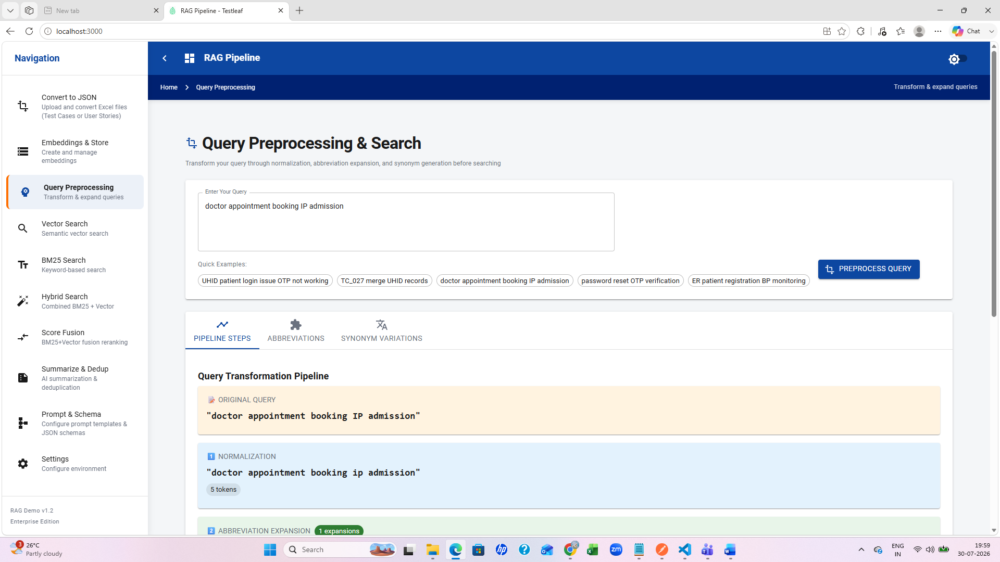 New tab
RAG Pipeline - Testleaf
localhost:3000
Chat
Navigation
RAG Pipeline
Home
Query Preprocessing
Transform & expand queries
Convert to JSON
Upload and convert Excel files
(Test Cases or User Stories)
Embeddings & Store
Create and manage
embeddings
Query Preprocessing
Transform & expand queries
Vector Search
Semantic vector search
BM25 Search
Keyword-based search
Hybrid Search
Combined BM25 + Vector
Score Fusion
BM25+Vector fusion reranking
Summarize & Dedup
AI summarization &
deduplication
Prompt & Schema
Configure prompt templates &
JSON schemas
Settings
Configure environment
RAG Demo v1.2
Enterprise Edition
Query Preprocessing & Search
Transform your query through normalization, abbreviation expansion, and synonym generation before searching
Enter Your Query
doctor appointment booking IP admission
Quick Examples:
UHID patient login issue OTP not working
TC_027 merge UHID records
doctor appointment booking IP admission
password reset OTP verification
ER patient registration BP monitoring
PREPROCESS QUERY
PIPELINE STEPS
ABBREVIATIONS
SYNONYM VARIATIONS
Query Transformation Pipeline
ORIGINAL QUERY
"doctor appointment booking IP admission"
1 NORMALIZATION
"doctor appointment booking ip admission"
5 tokens
2 ABBREVIATION EXPANSION
1 expansions
3
26°C
Partly cloudy
Search
ENG
IN
19:59
30-07-2026